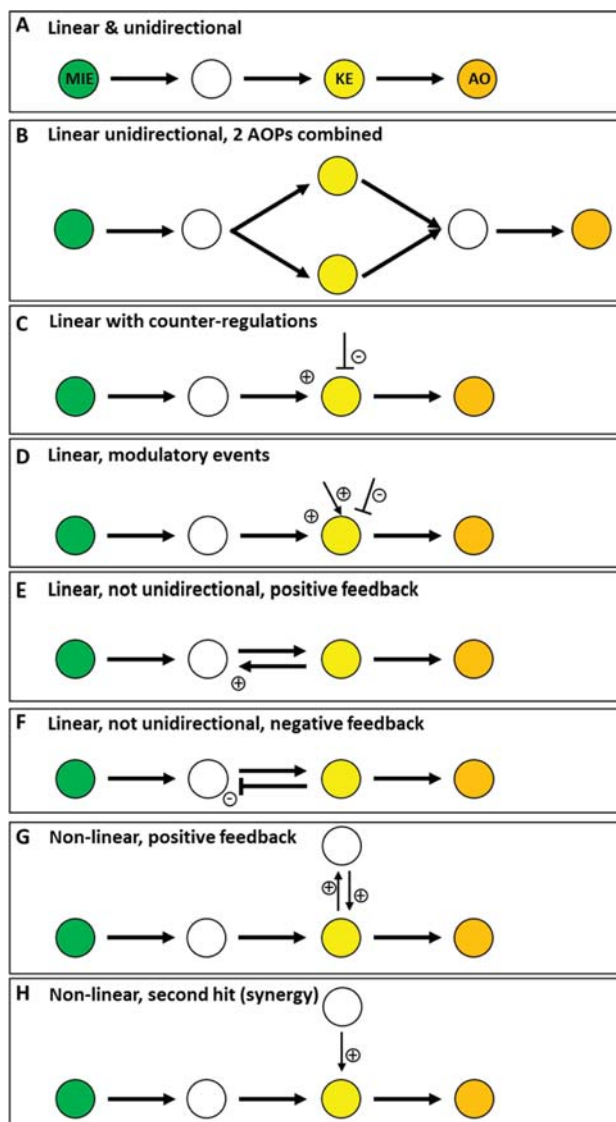 A Linear & unidirectional
MIE KE AO
B Linear unidirectional, 2 AOPs combined
C Linear with counter-regulations
⊖
⊕
D Linear, modulatory events
⊕ ⊖
⊕
E Linear, not unidirectional, positive feedback
⊕
F Linear, not unidirectional, negative feedback
⊖
G Non-linear, positive feedback
⊕ ⊕
H Non-linear, second hit (synergy)
⊕